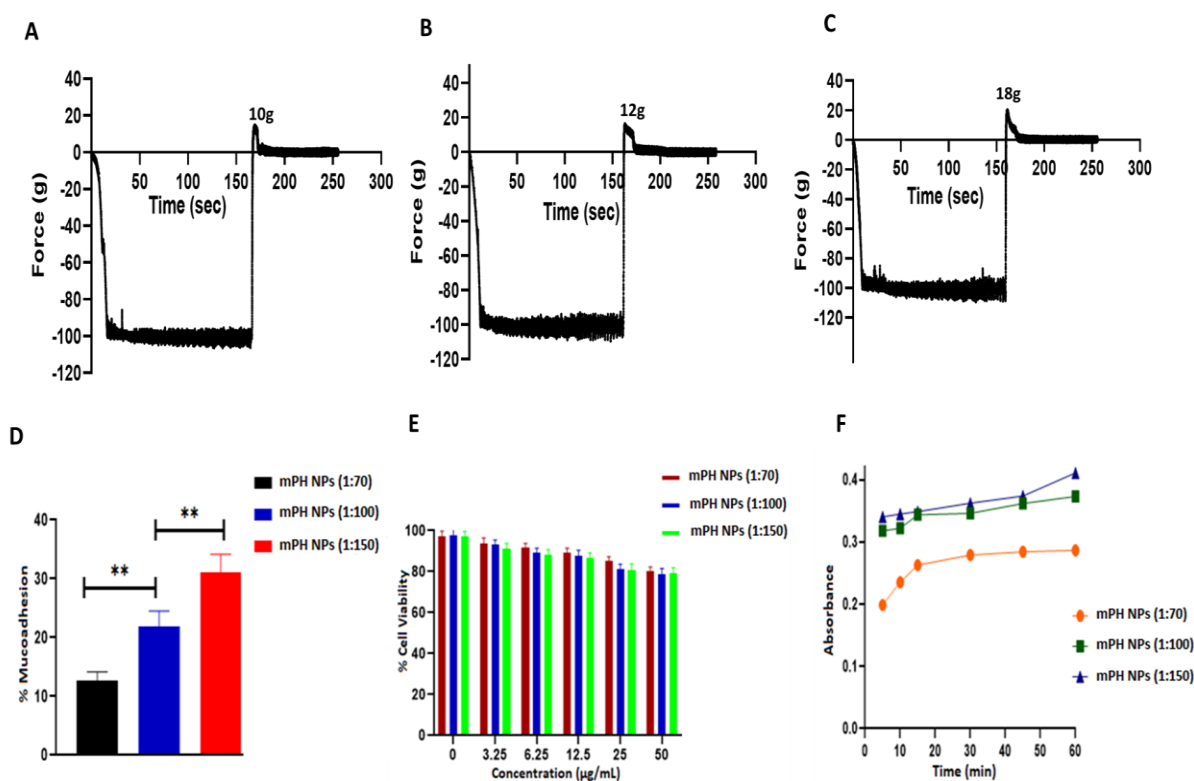 A
40
20
0
-20
-40
-60
-80
-100
-120
10g
50 100 150 200 250 300
Time (sec)
Force (g)
B
40
20
0
-20
-40
-60
-80
-100
-120
12g
50 100 150 200 250 300
Time (sec)
Force (g)
C
40
20
0
-20
-40
-60
-80
-100
-120
18g
50 100 150 200 250 300
Time (sec)
Force (g)
D
mPH NPs (1:70)
mPH NPs (1:100)
mPH NPs (1:150)
% Mucoadhesion
40
30
20
10
0
**
**
E
mPH NPs (1:70)
mPH NPs (1:100)
mPH NPs (1:150)
% Cell Viability
100
80
60
40
20
0
0 3.25 6.25 12.5 25 50
Concentration (µg/mL)
F
Absorbance
0.4
0.3
0.2
0.1
0.0
mPH NPs (1:70)
mPH NPs (1:100)
mPH NPs (1:150)
0 10 20 30 40 50 60
Time (min)